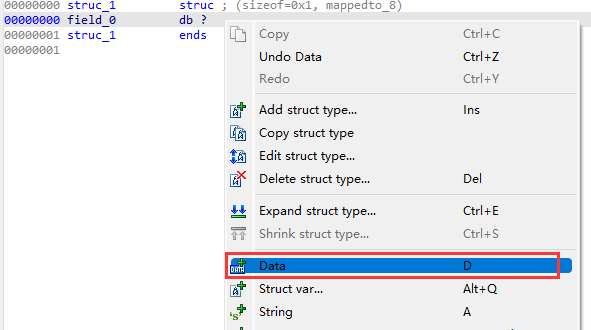 00000000 struc_1 struc ; (sizeof=0x1, mappedto_8)
00000000 field_0 db ?
00000001 struc_1 ends
00000001
Copy Ctrl+C
Undo Data Ctrl+Z
Redo Ctrl+Y
Add struct type... Ins
Copy struct type
Edit struct type...
Delete struct type... Del
Expand struct type... Ctrl+E
Shrink struct type... Ctrl+S
DATA Data D
Struct var... Alt+Q
's' String A